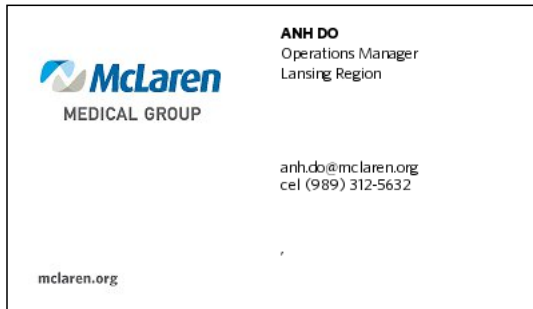 McLaren
MEDICAL GROUP
mclaren.org
ANH DO
Operations Manager
Lansing Region
anh.do@mclaren.org
cel (989) 312-5632
,